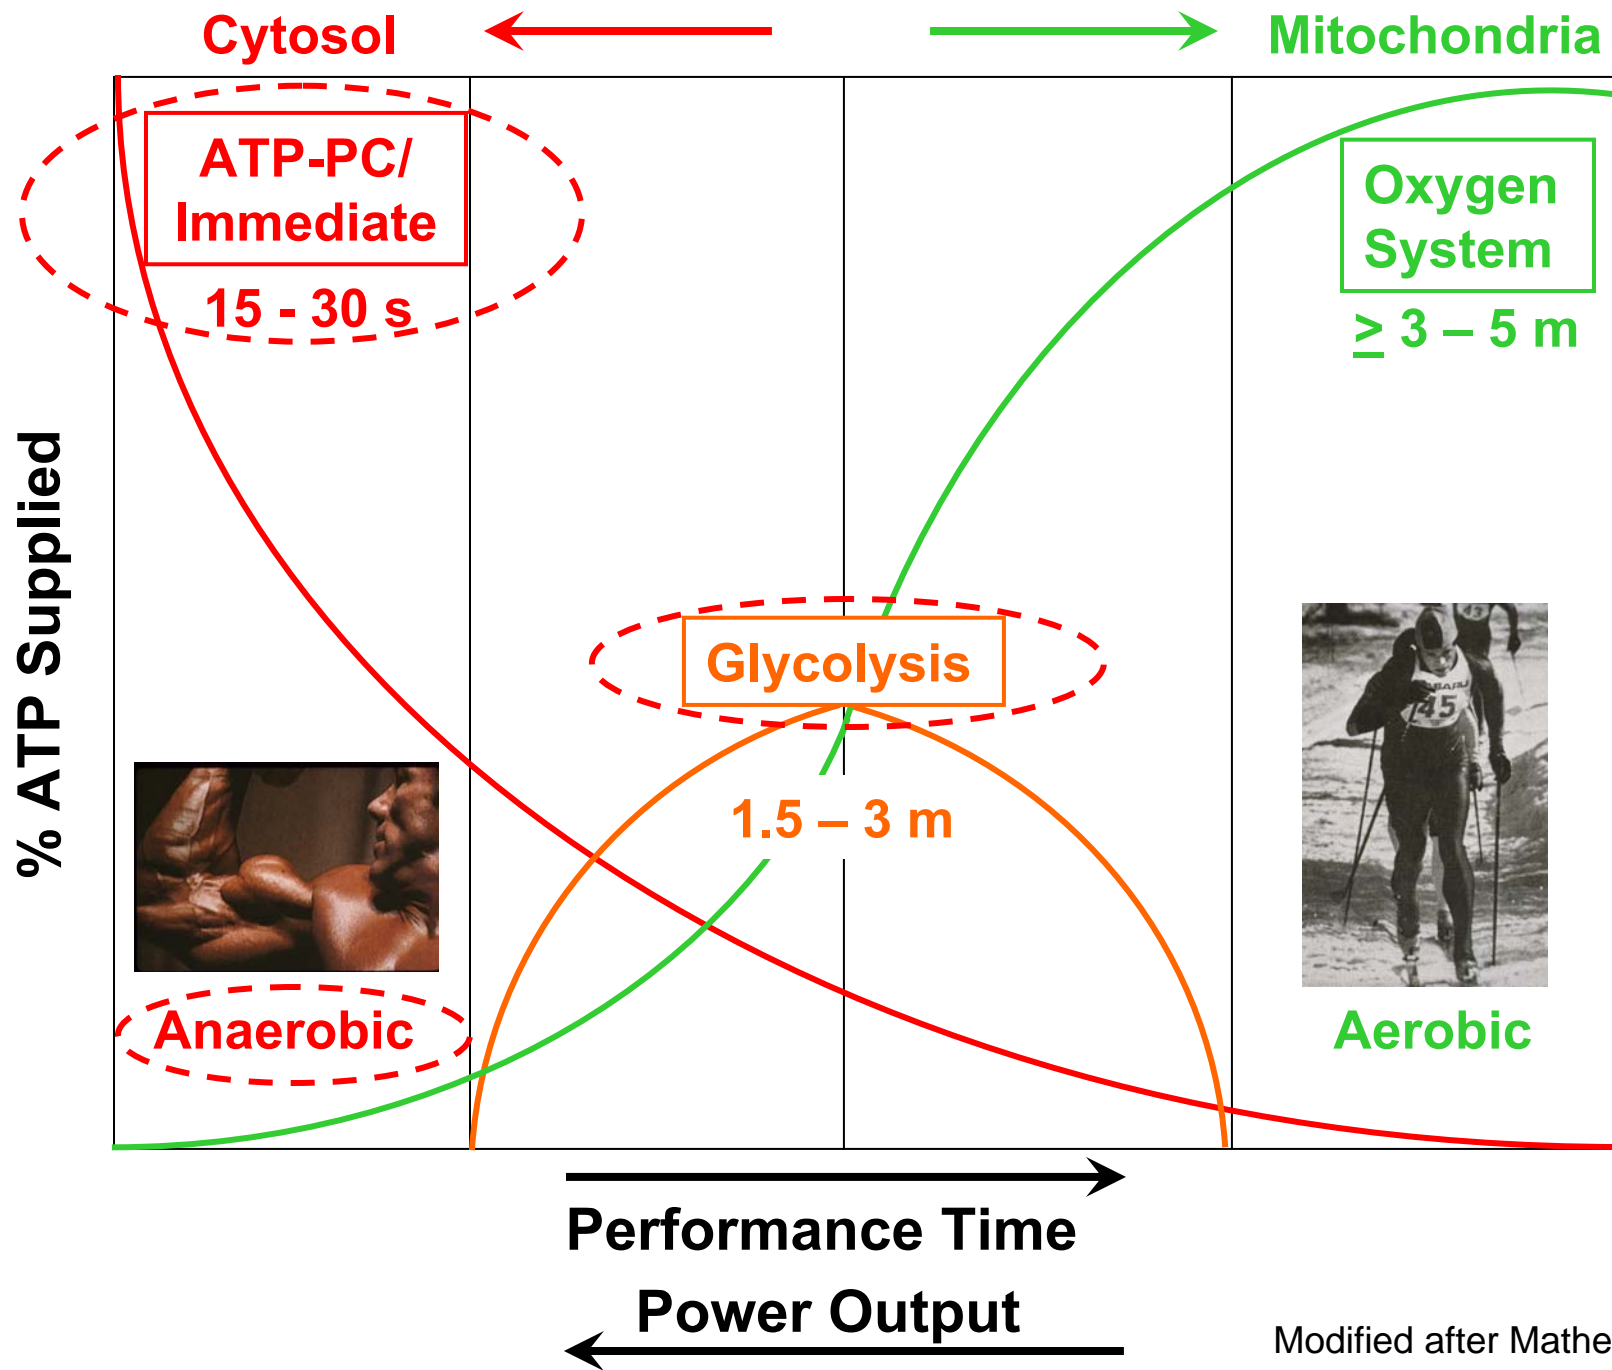 Cytosol
Mitochondria
ATP-PC/
Immediate
15 - 30 s
Oxygen
System
≥ 3 – 5 m
% ATP Supplied
Glycolysis
1.5 – 3 m
45
Anaerobic
Aerobic
Performance Time
Power Output
Modified after Mathe